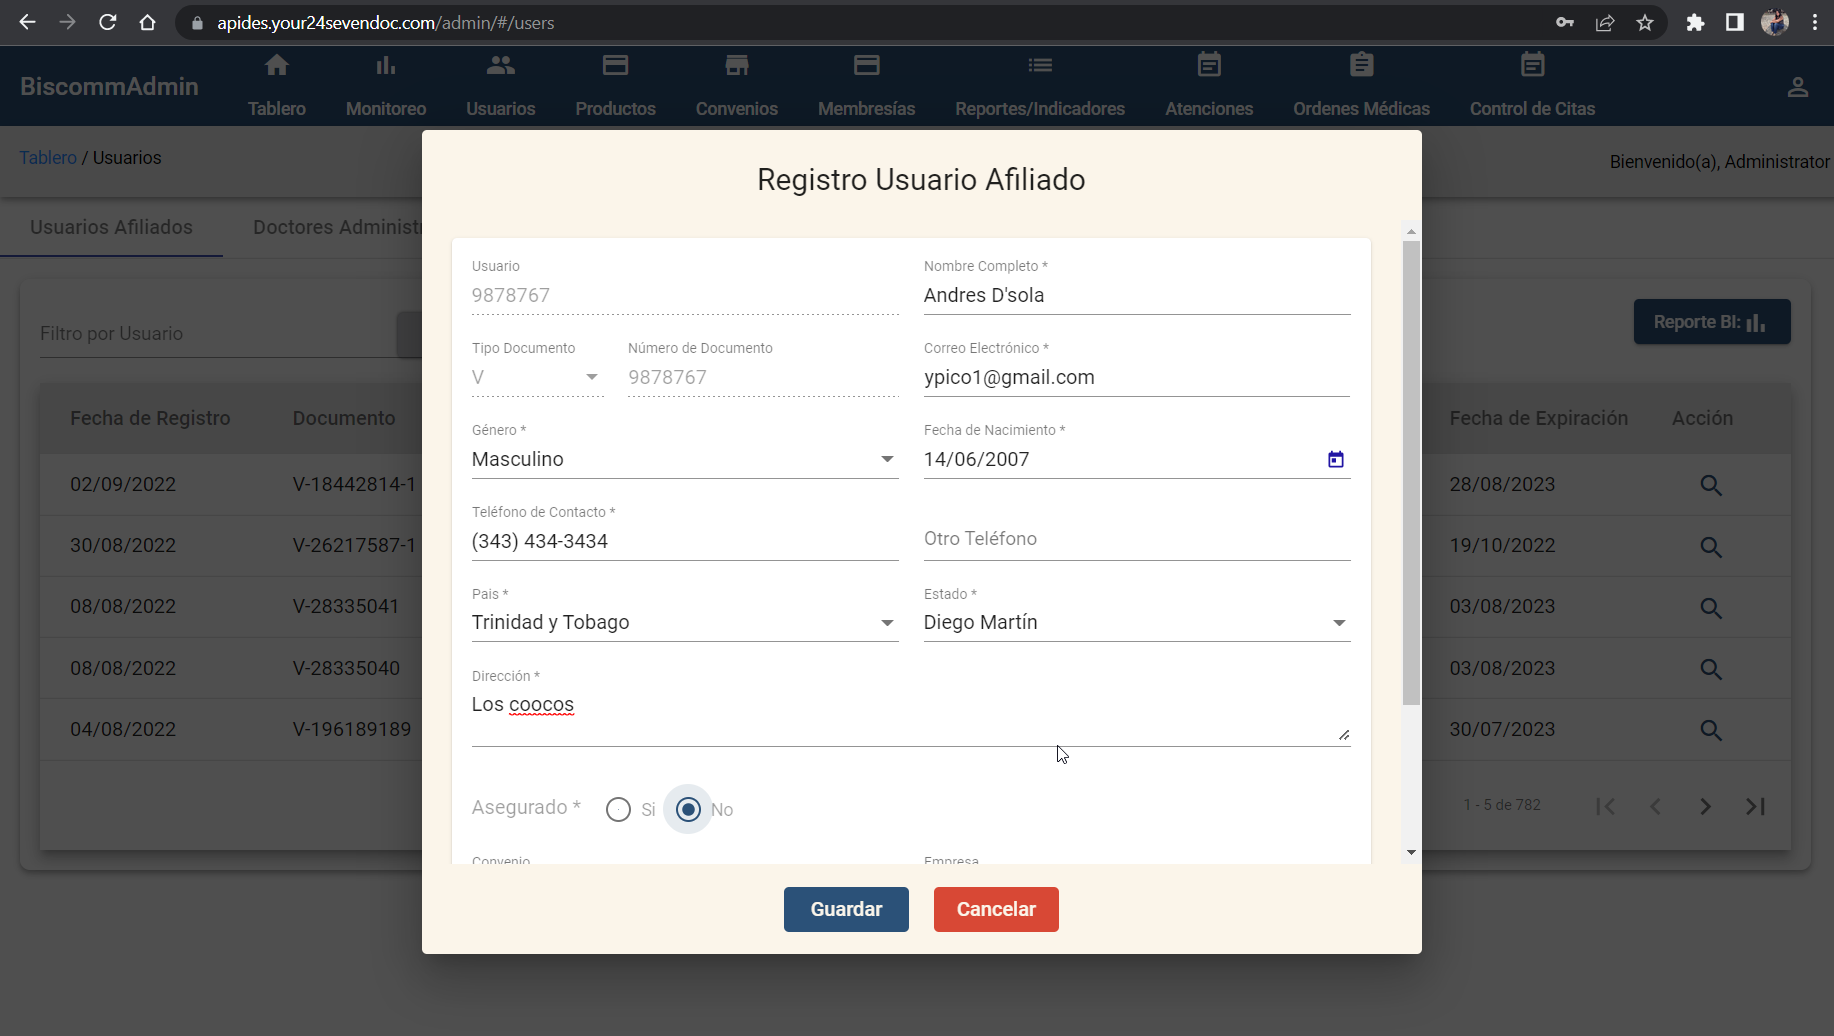 apides.your24sevendoc.com/admin/#/users
BiscommAdmin
Tablero
Monitoreo
Usuarios
Productos
Convenios
Membresías
Reportes/Indicadores
Atenciones
Ordenes Médicas
Control de Citas
Tablero / Usuarios
Bienvenido(a), Administrator
Usuarios Afiliados
Doctores Administr
Filtro por Usuario
Reporte BI:
Fecha de Registro
Documento
Fecha de Expiración
Acción
02/09/2022
V-18442814-1
28/08/2023
30/08/2022
V-26217587-1
19/10/2022
08/08/2022
V-28335041
03/08/2023
08/08/2022
V-28335040
03/08/2023
04/08/2022
V-196189189
30/07/2023
1 - 5 de 782
Registro Usuario Afiliado
Usuario
9878767
Nombre Completo *
Andres D'sola
Tipo Documento
V
Número de Documento
9878767
Correo Electrónico *
ypico1@gmail.com
Género *
Masculino
Fecha de Nacimiento *
14/06/2007
Teléfono de Contacto *
(343) 434-3434
Otro Teléfono
Pais *
Trinidad y Tobago
Estado *
Diego Martín
Dirección *
Los coocos
Asegurado *
Si
No
Convenio
Empresa
Guardar
Cancelar